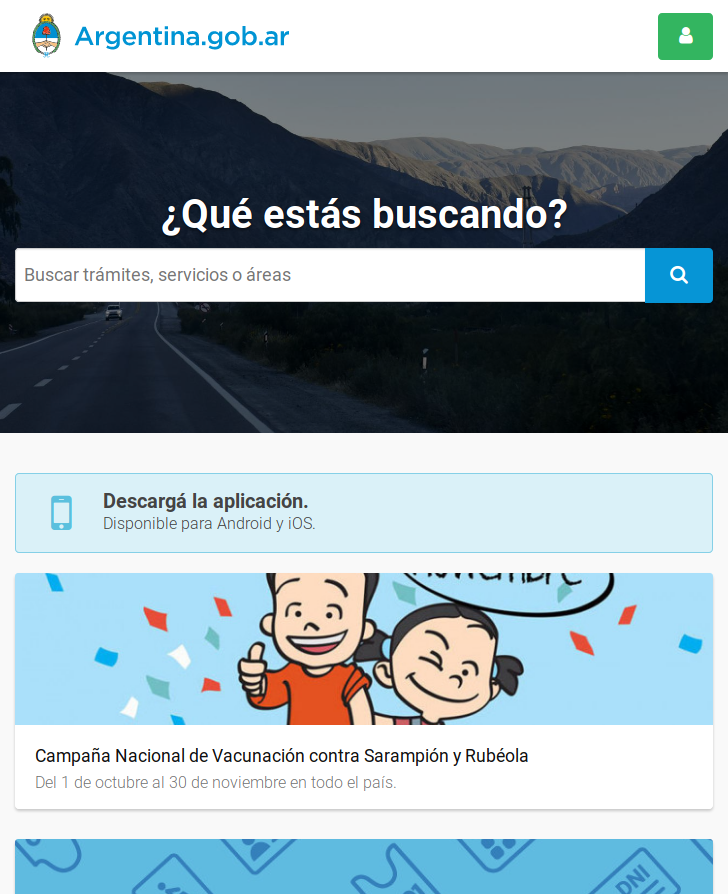 Argentina.gob.ar
¿Qué estás buscando?
Buscar trámites, servicios o áreas
Descargá la aplicación.
Disponible para Android y iOS.
Campaña Nacional de Vacunación contra Sarampión y Rubéola
Del 1 de octubre al 30 de noviembre en todo el país.
DNI